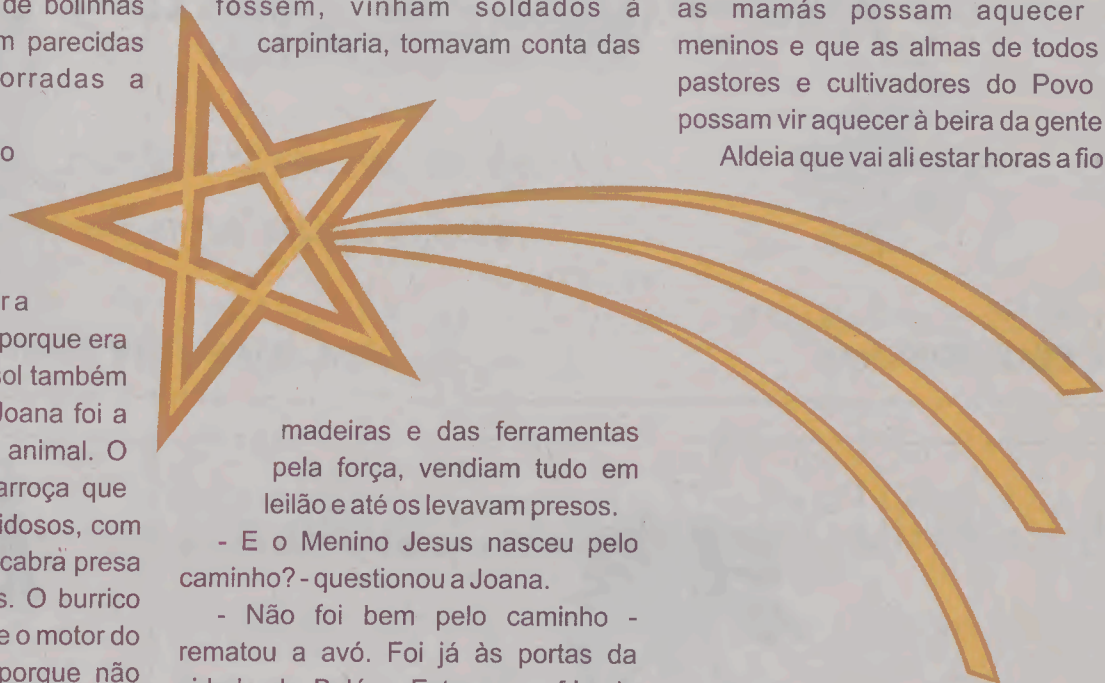 de bolinhas
parecidas
a
o
porque era
sol também
Joana foi a
animal. O
que
com
cabra presa
O burrico
e o motor do
porque não
fossem, vinham soldados à
carpintaria, tomavam conta das
madeiras e das ferramentas
pela força, vendiam tudo em
leilão e até os levavam presos.
- E o Menino Jesus nasceu pelo
caminho? - questionou a Joana.
- Não foi bem pelo caminho -
rematou a avó. Foi já às portas da
as mamás possam aquecer
meninos e que as almas de todos
pastores e cultivadores do Povo
possam vir aquecer à beira da gente
Aldeia que vai ali estar horas a fio